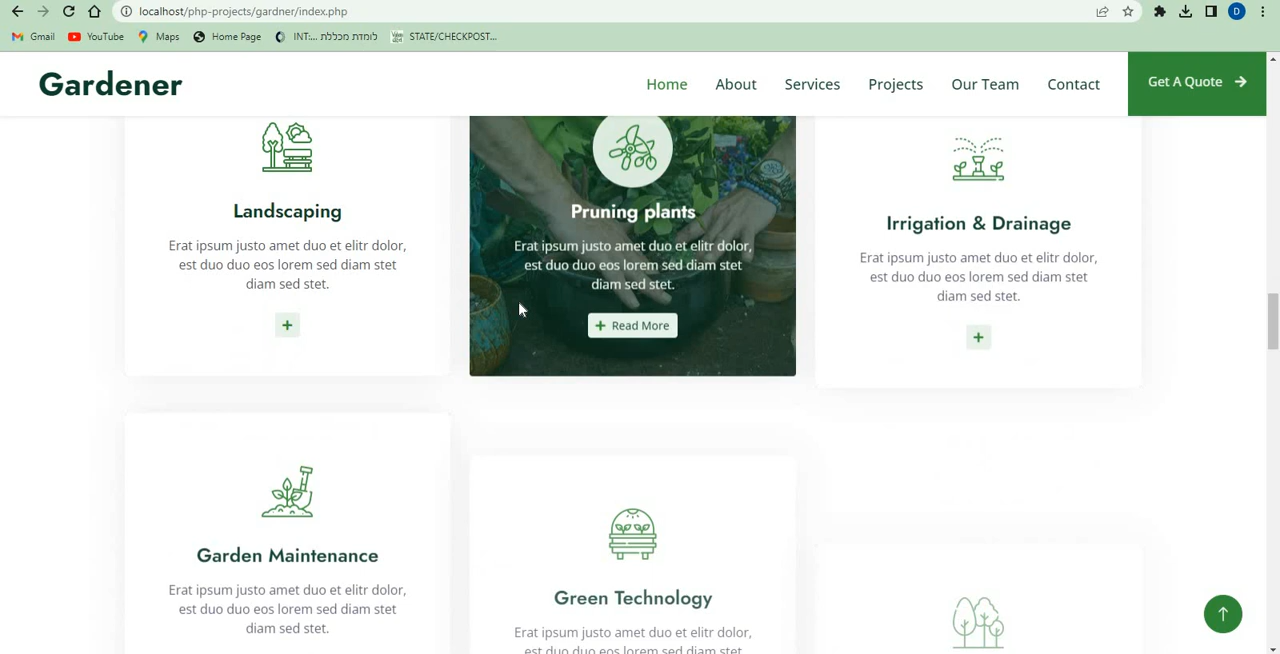 localhost/php-projects/gardner/index.php
D
Gmail
YouTube
Maps
Home Page
INT:... לומדת מכללת
STATE/CHECKPOST...
Gardener
Home
About
Services
Projects
Our Team
Contact
Get A Quote
Landscaping
Erat ipsum justo amet duo et elitr dolor,
est duo duo eos lorem sed diam stet
diam sed stet.
Pruning plants
Erat ipsum justo amet duo et elitr dolor,
est duo duo eos lorem sed diam stet
diam sed stet.
Read More
Irrigation & Drainage
Erat ipsum justo amet duo et elitr dolor,
est duo duo eos lorem sed diam stet
diam sed stet.
Garden Maintenance
Erat ipsum justo amet duo et elitr dolor,
est duo duo eos lorem sed diam stet
diam sed stet.
Green Technology
Erat ipsum justo amet duo et elitr dolor,
est duo duo eos lorem sed diam stet